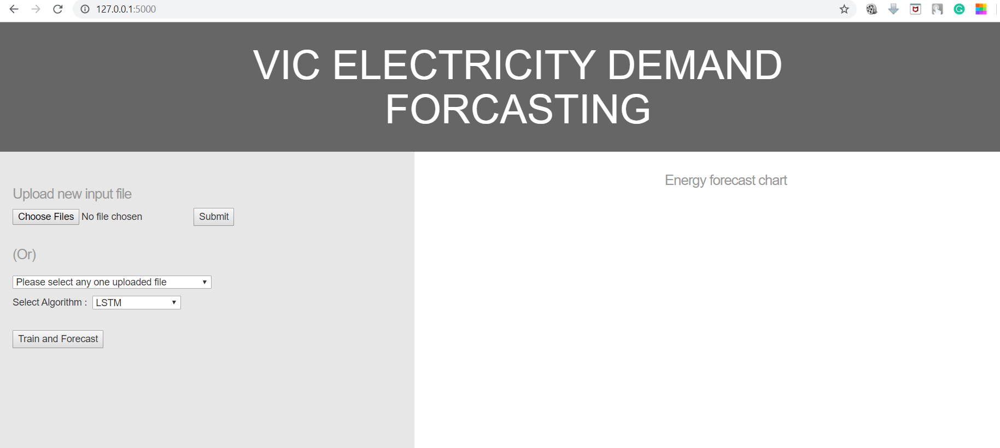 127.0.0.1:5000
VIC ELECTRICITY DEMAND
FORCASTING
Upload new input file
Choose Files No file chosen Submit
(Or)
Please select any one uploaded file
Select Algorithm : LSTM
Train and Forecast
Energy forecast chart